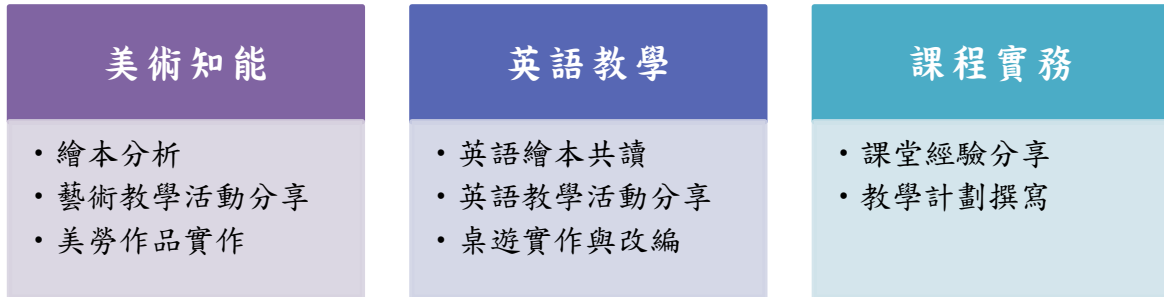 美術知能
・繪本分析
・藝術教學活動分享
・美勞作品實作
英語教學
・英語繪本共讀
・英語教學活動分享
・桌遊實作與改編
課程實務
・課堂經驗分享
・教學計劃撰寫